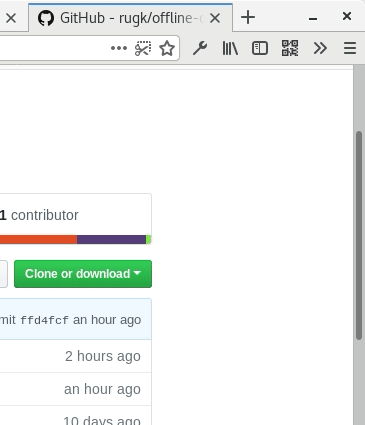 GitHub - rugk/offline-
1 contributor
Clone or download
mit ffd4fcf an hour ago
2 hours ago
an hour ago
10 days ago